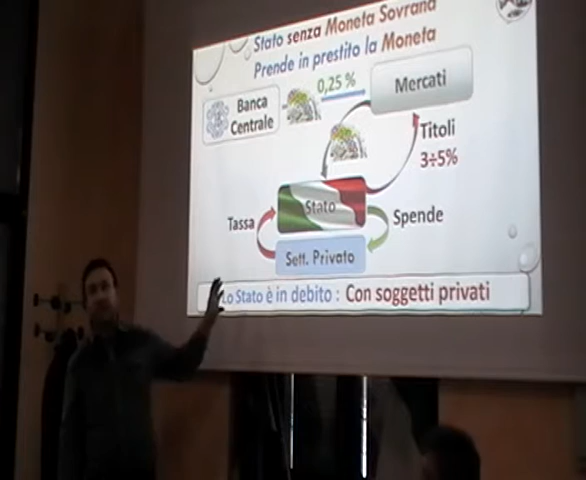 Stato senza Moneta Sovrana
Prende in prestito la Moneta
Banca
Centrale
0,25 %
Mercati
Titoli
3÷5%
Stato
Tassa
Spende
Sett. Privato
Lo Stato è in debito : Con soggetti privati